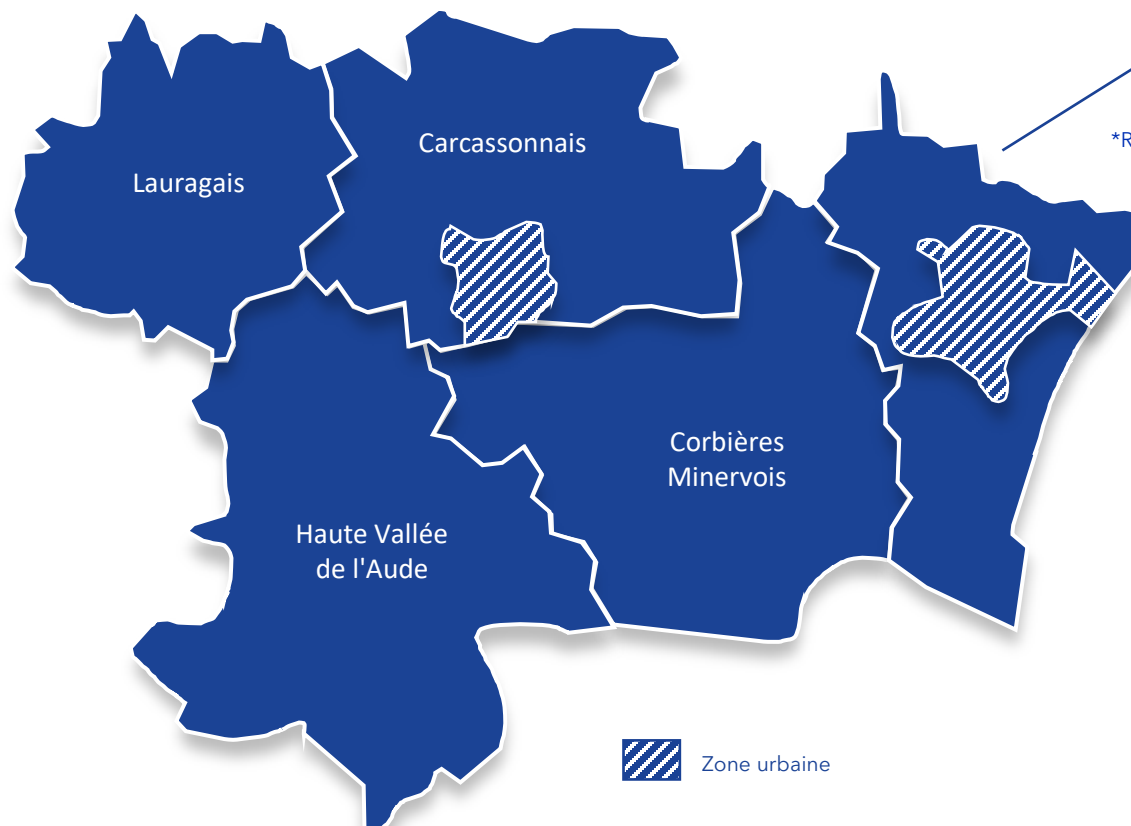 Carcassonnais
*R
Lauragais
Corbières
Minervois
Haute Vallée
de l'Aude
Zone urbaine